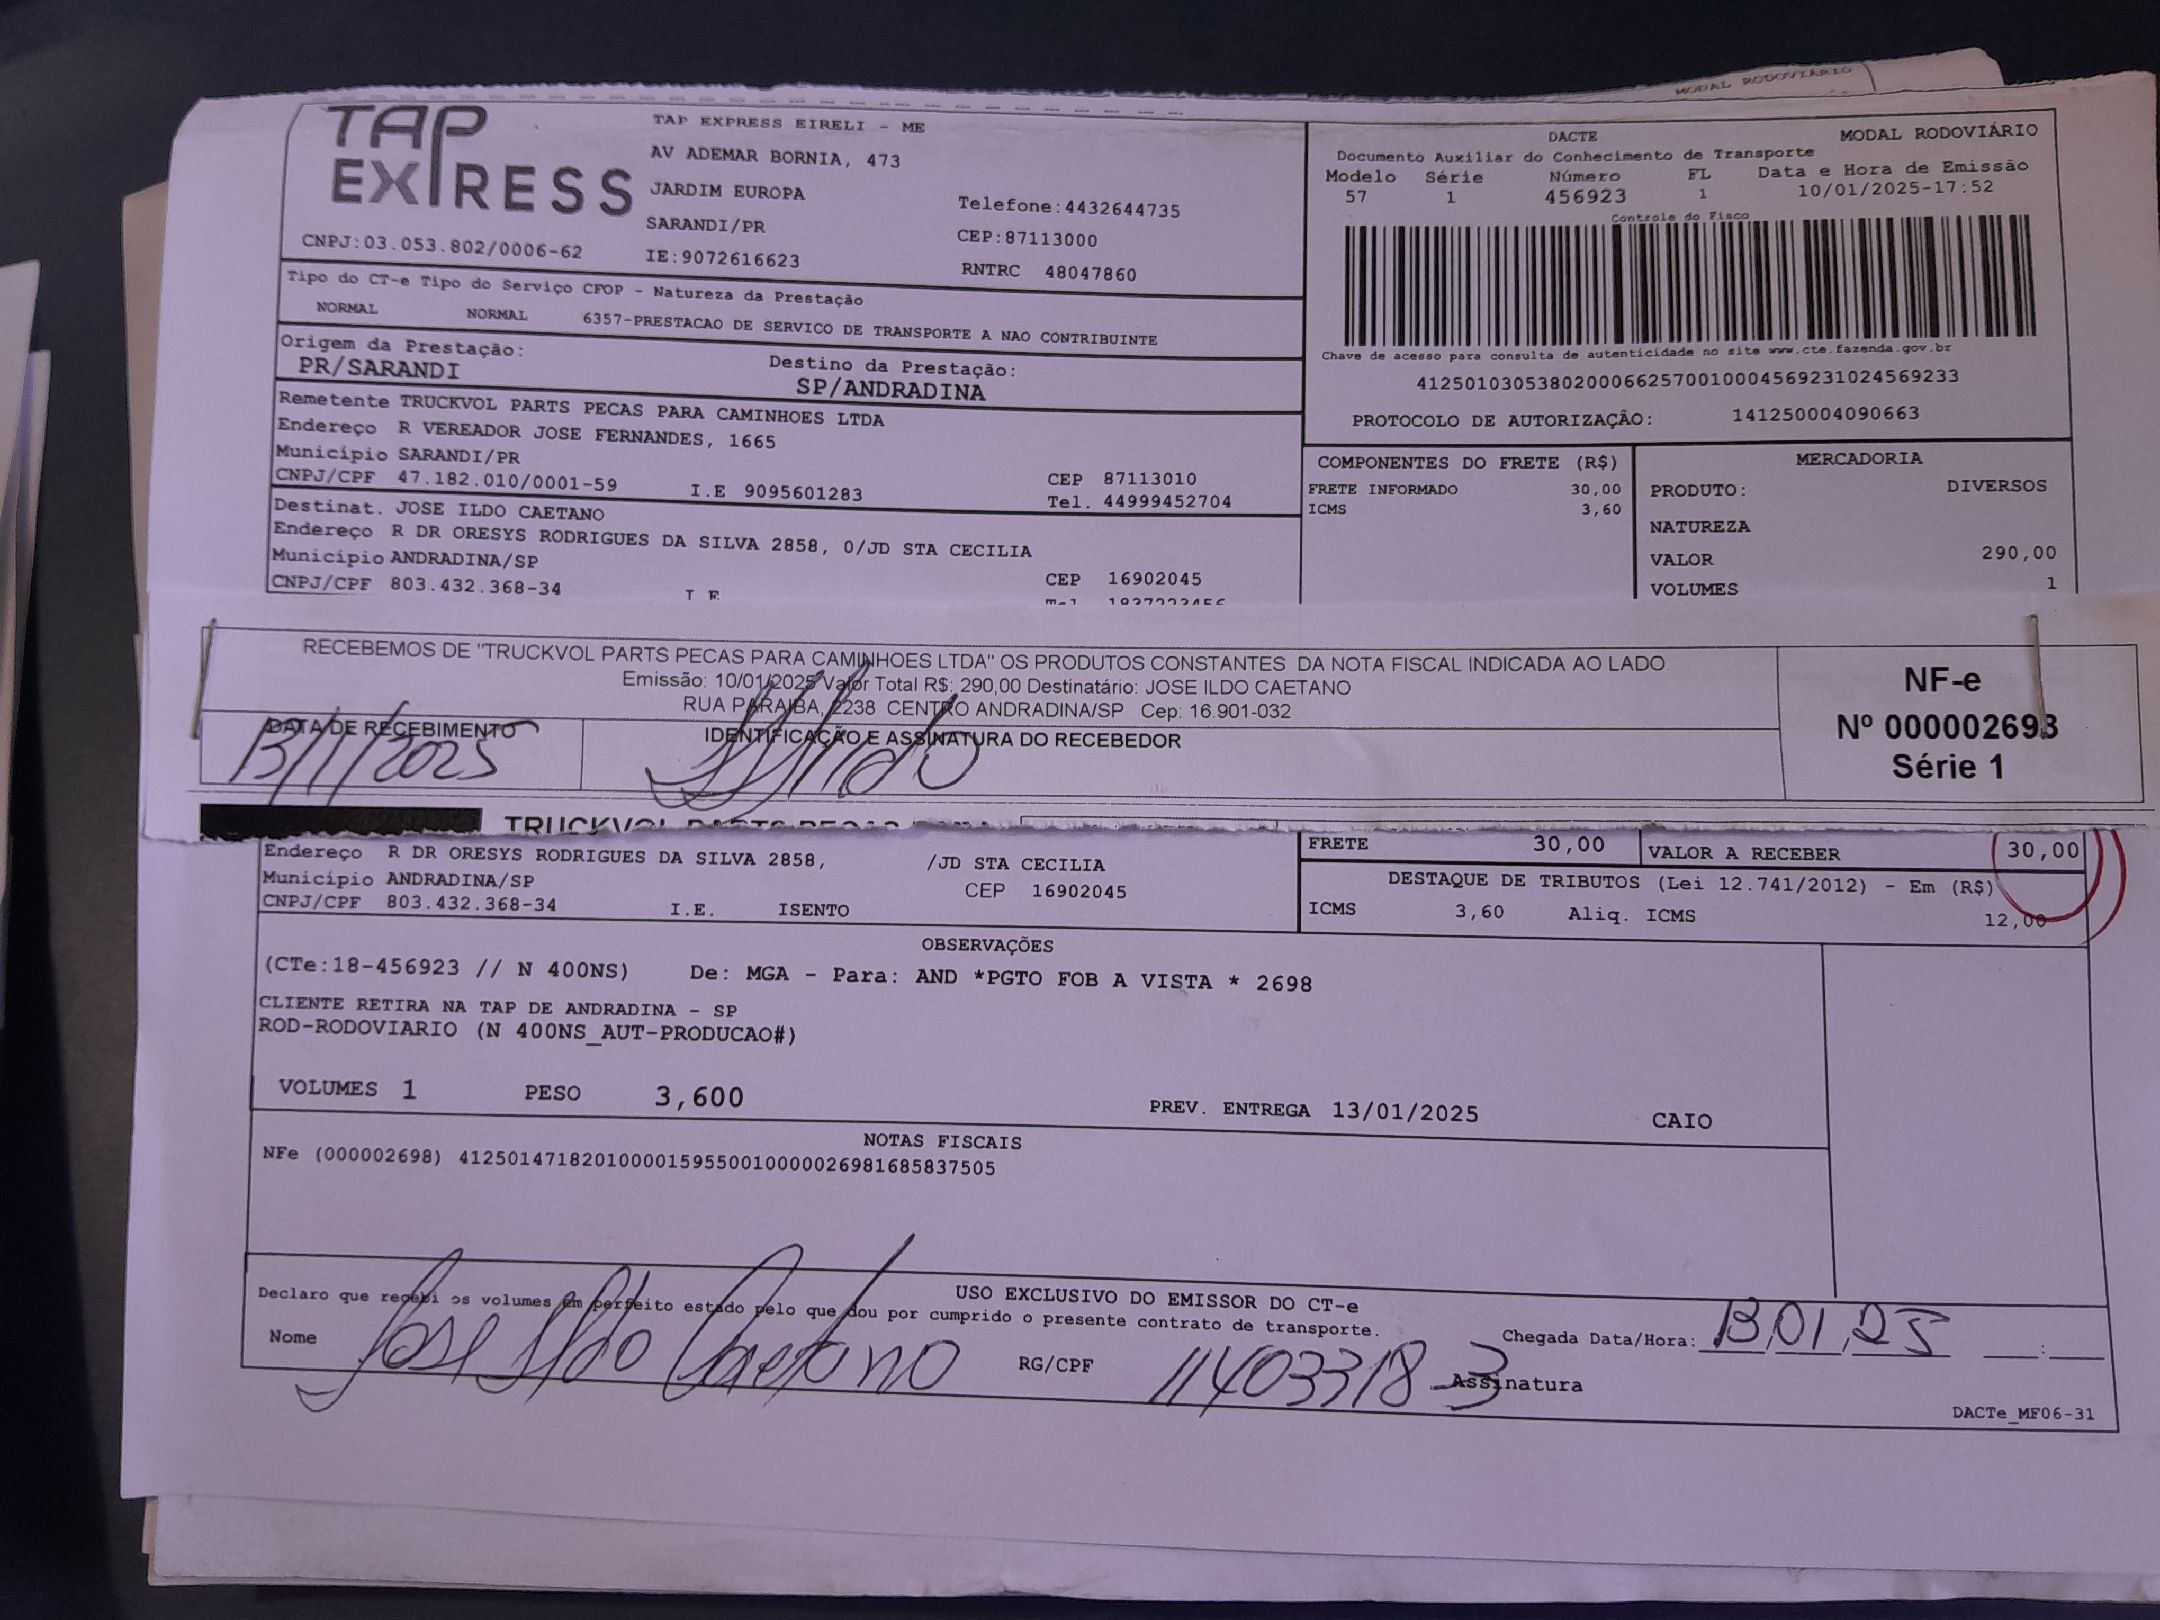 MODAL RODOVIÁRIO
TAP
EXPRESS
TAP EXPRESS EIRELI - ME
AV ADEMAR BORNIA, 473
JARDIM EUROPA
Telefone:4432644735
SARANDI/PR
CEP:87113000
CNPJ:03.053.802/0006-62
IE:9072616623
RNTRC 48047860
DACTE
MODAL RODOVIÁRIO
Documento Auxiliar do Conhecimento de Transporte
Modelo Série Número FL Data e Hora de Emissão
57 1 456923 1 10/01/2025-17:52
Controle do Fisco
Chave de acesso para consulta de autenticidade no site www.cte.fazenda.gov.br
41250103053802000662570010004569231024569233
PROTOCOLO DE AUTORIZAÇÂO: 141250004090663
Tipo do CT-e Tipo do Serviço CFOP - Natureza da Prestação
NORMAL NORMAL 6357-PRESTACAO DE SERVICO DE TRANSPORTE A NAO CONTRIBUINTE
Origem da Prestação: Destino da Prestação:
PR/SARANDI SP/ANDRADINA
Remetente TRUCKVOL PARTS PECAS PARA CAMINHOES LTDA
Endereço R VEREADOR JOSE FERNANDES, 1665
Município SARANDI/PR CEP 87113010
CNPJ/CPF 47.182.010/0001-59 I.E 9095601283 Tel. 44999452704
Destinat. JOSE ILDO CAETANO
Endereço R DR ORESYS RODRIGUES DA SILVA 2858, 0/JD STA CECILIA
Município ANDRADINA/SP CEP 16902045
CNPJ/CPF 803.432.368-34 I E
COMPONENTES DO FRETE (R$)
FRETE INFORMADO 30,00
ICMS 3,60
MERCADORIA
PRODUTO: DIVERSOS
NATUREZA
VALOR 290,00
VOLUMES 1
RECEBEMOS DE "TRUCKVOL PARTS PECAS PARA CAMINHOES LTDA" OS PRODUTOS CONSTANTES DA NOTA FISCAL INDICADA AO LADO.
Emissão: 10/01/2025 Valor Total R$: 290,00 Destinatário: JOSE ILDO CAETANO
RUA PARAIBA, 2238 CENTRO ANDRADINA/SP Cep: 16.901-032
DATA DE RECEBIMENTO
13/1/2025
IDENTIFICAÇÃO E ASSINATURA DO RECEBEDOR
NF-e
Nº 000002698
Série 1
TRUCKVOL PARTS PEÇAS
Endereço R DR ORESYS RODRIGUES DA SILVA 2858, /JD STA CECILIA
Município ANDRADINA/SP CEP 16902045
CNPJ/CPF 803.432.368-34 I.E. ISENTO
FRETE 30,00 VALOR A RECEBER 30,00
DESTAQUE DE TRIBUTOS (Lei 12.741/2012) - Em (R$)
ICMS 3,60 Aliq. ICMS 12,00
OBSERVAÇÕES
(CTe:18-456923 // N 400NS) De: MGA - Para: AND *PGTO FOB A VISTA * 2698
CLIENTE RETIRA NA TAP DE ANDRADINA - SP
ROD-RODOVIARIO (N 400NS_AUT-PRODUCAO#)
VOLUMES 1 PESO 3,600 PREV. ENTREGA 13/01/2025 CAIO
NOTAS FISCAIS
NFe (000002698) 41250147182010000159550010000026981685837505
USO EXCLUSIVO DO EMISSOR DO CT-e
Declaro que recebi os volumes em perfeito estado pelo que dou por cumprido o presente contrato de transporte.
Chegada Data/Hora: 13 01 25 :
Nome Jose Ildo Caetano RG/CPF 11403318-3 Assinatura
DACTe_MF06-31